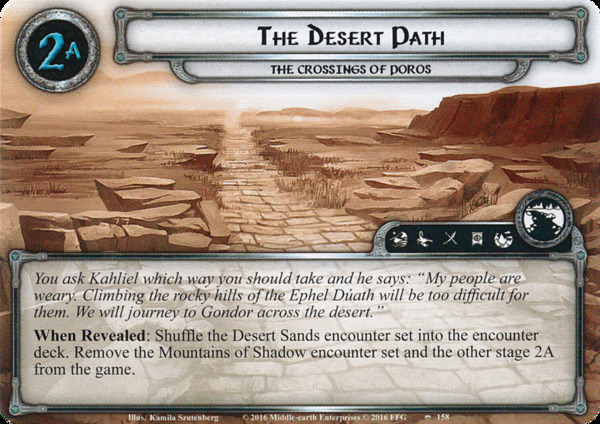 2A
The Desert Path
The Crossings of Poros
You ask Kahliel which way you should take and he says: “My people are
weary. Climbing the rocky hills of the Ephel Dúath will be too difficult for
them. We will journey to Gondor across the desert.”
When Revealed: Shuffle the Desert Sands encounter set into the encounter
deck. Remove the Mountains of Shadow encounter set and the other stage 2A
from the game.
Illus. Kamila Szutenberg © 2016 Middle-earth Enterprises © 2016 FFG 158